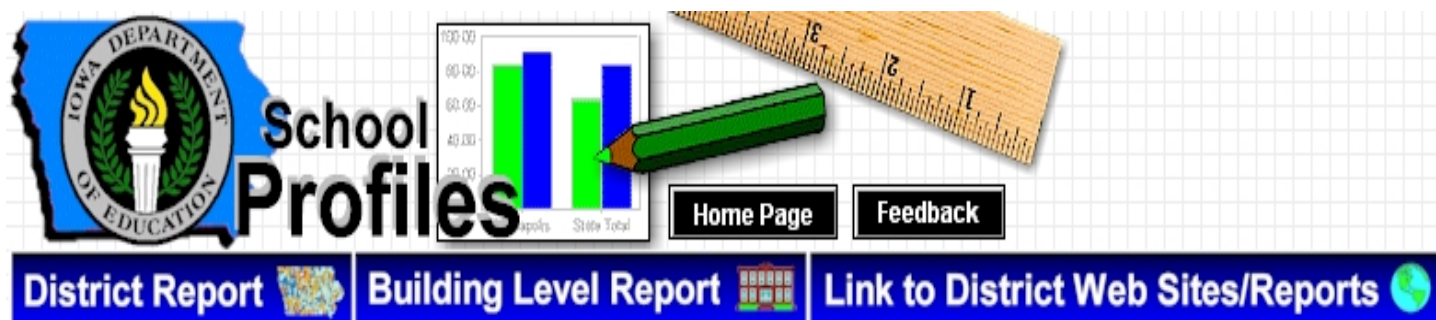 IOWA DEPARTMENT OF EDUCATION
School
Profiles
100.00
80.00
60.00
40.00
20.00
State Total
3
2
1
Home Page
Feedback
District Report
Building Level Report
Link to District Web Sites/Reports